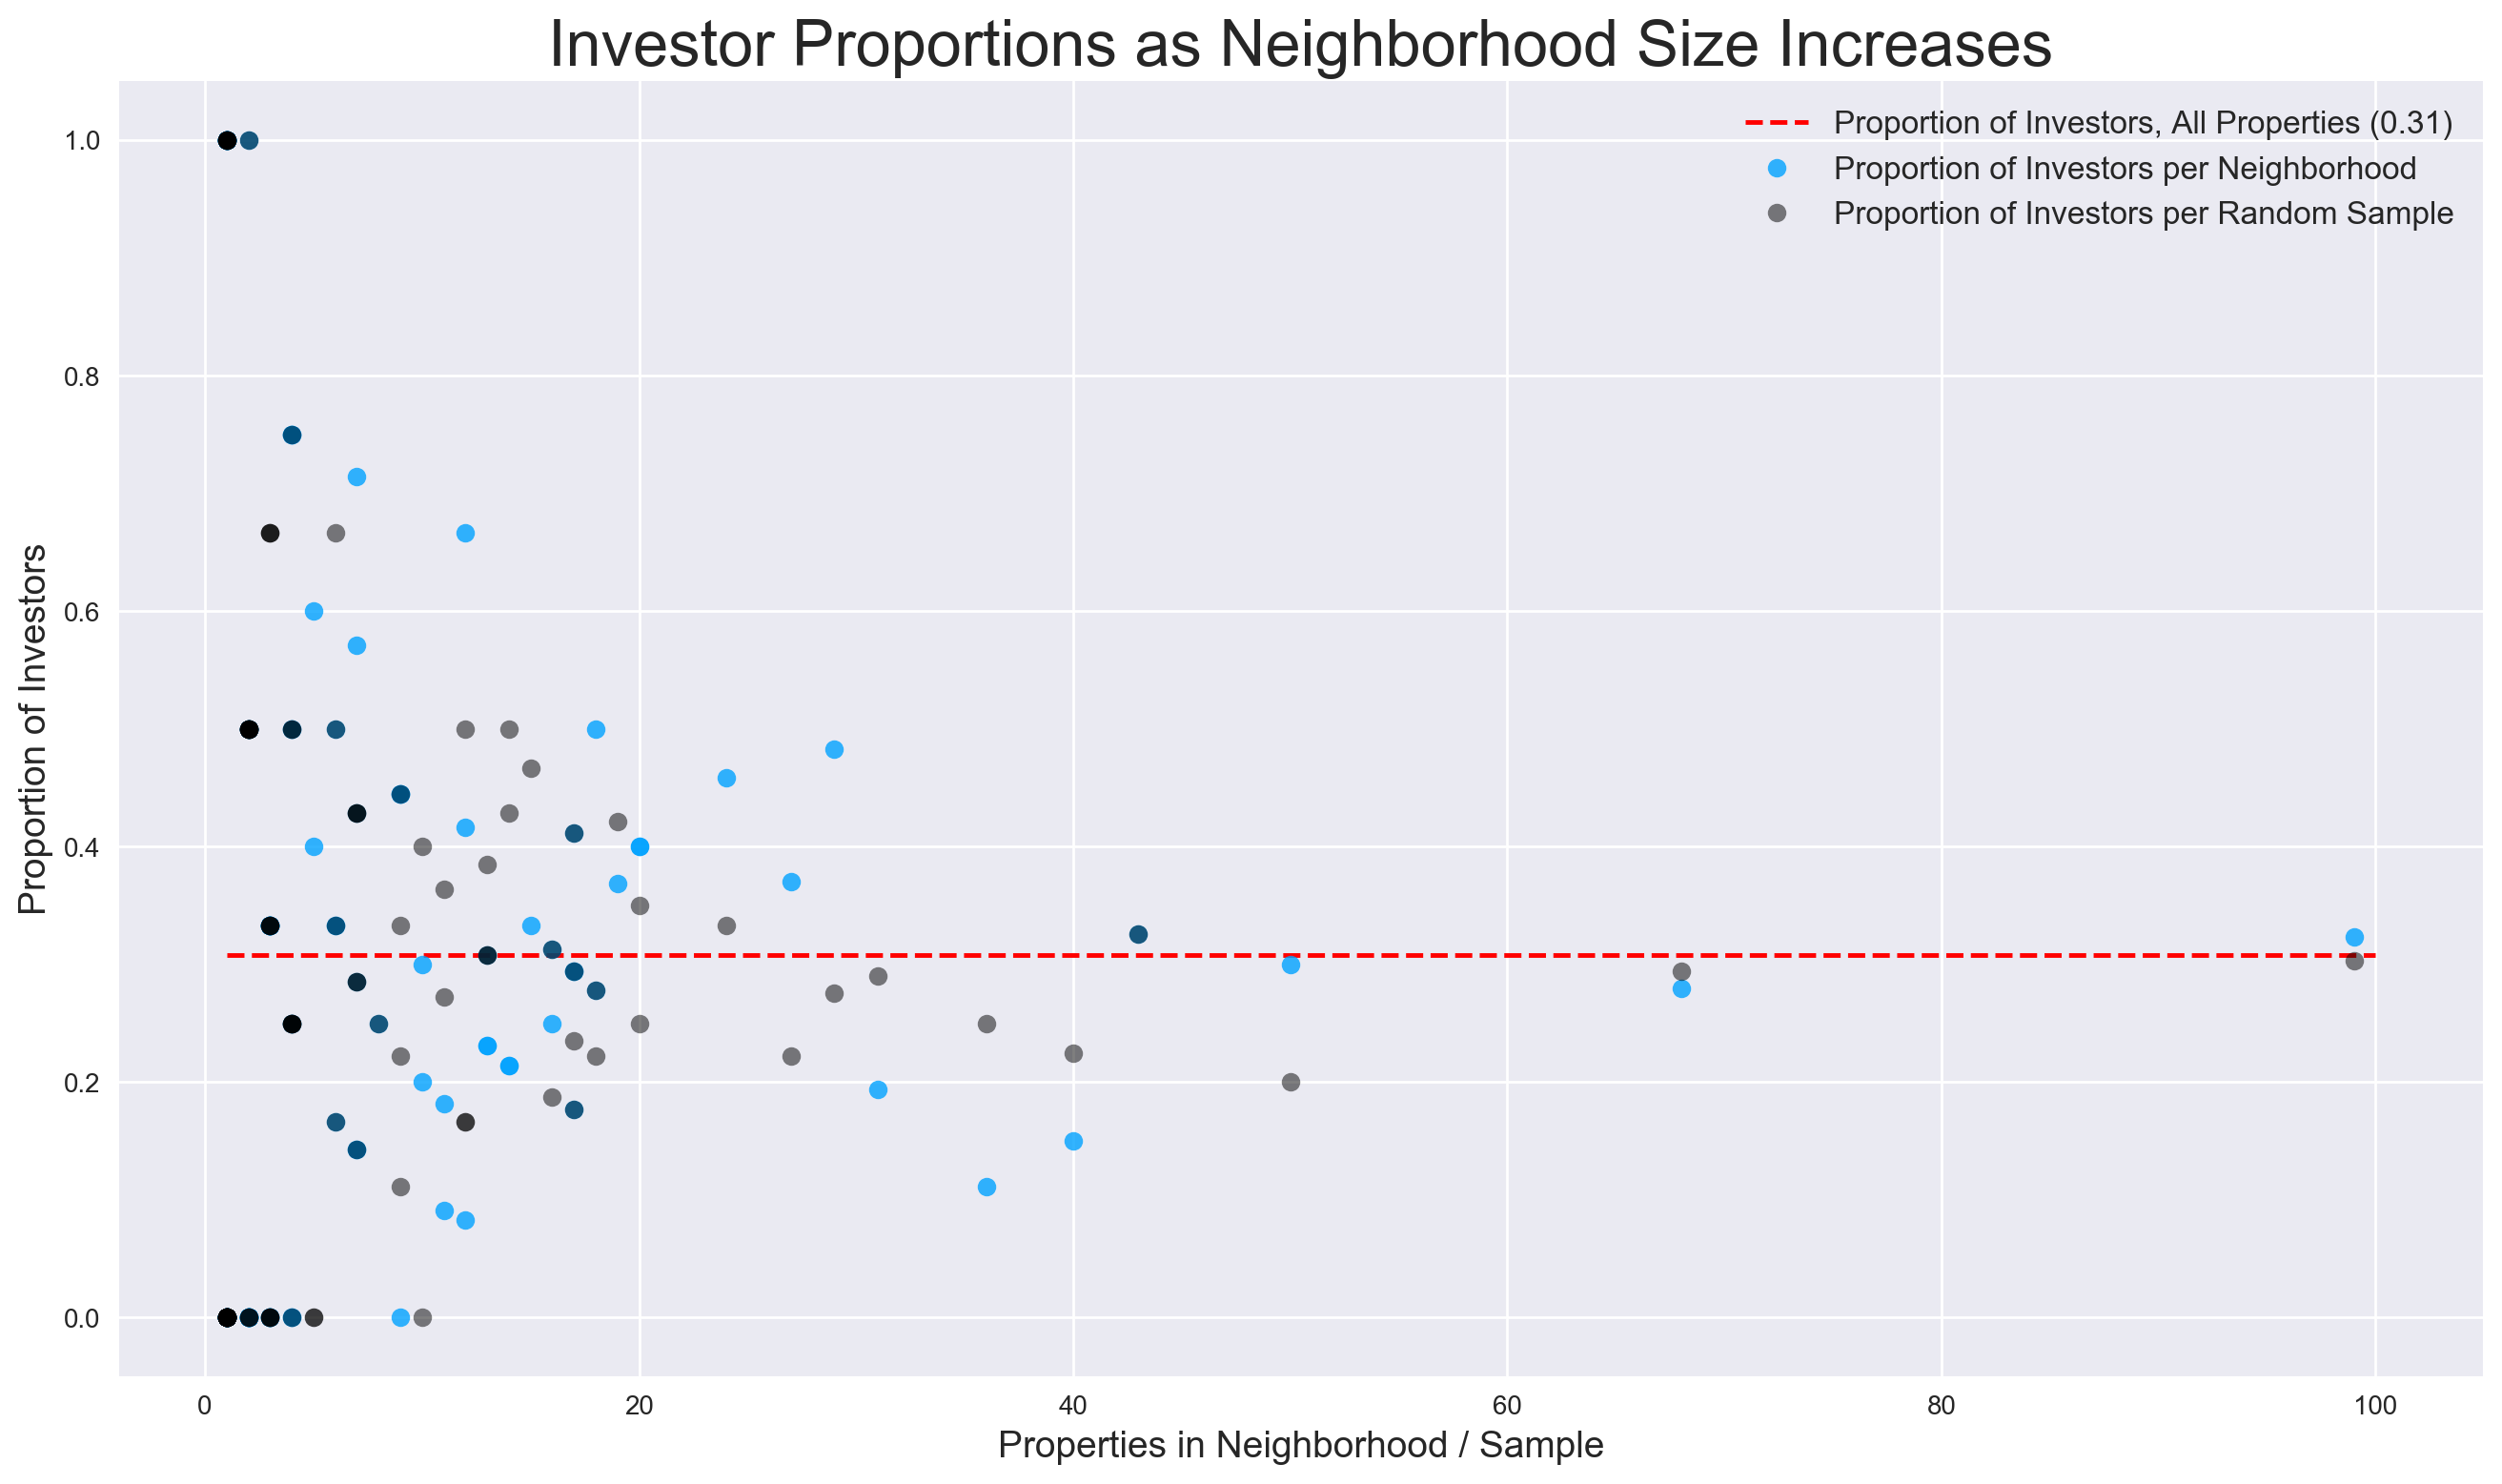 Investor Proportions as Neighborhood Size Increases
Proportion of Investors, All Properties (0.31)
Proportion of Investors per Neighborhood
Proportion of Investors per Random Sample
Proportion of Investors
1.0
0.8
0.6
0.4
0.2
0.0
0 20 40 60 80 100
Properties in Neighborhood / Sample